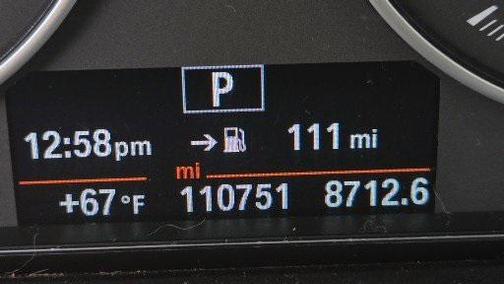 P
12:58pm → 111 mi
mi
+67 °F 110751 8712.6